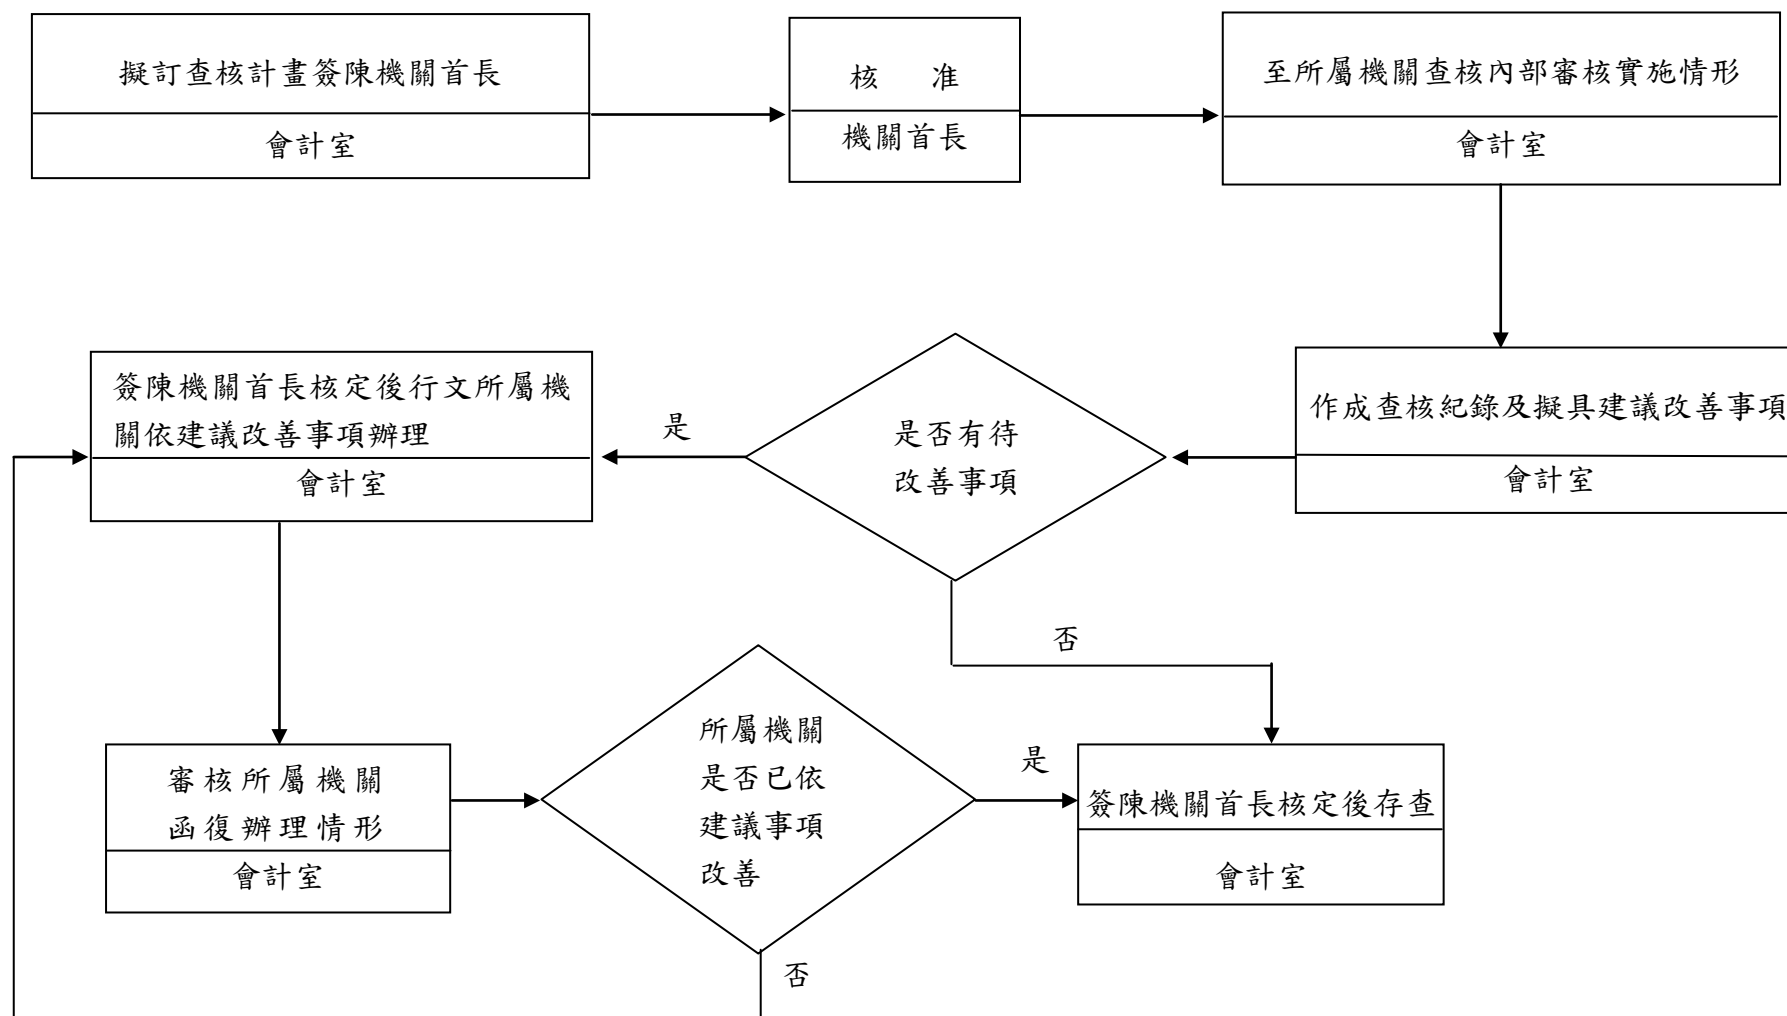 擬訂查核計畫簽陳機關首長
會計室
核 准
機關首長
至所屬機關查核內部審核實施情形
會計室
作成查核紀錄及擬具建議改善事項
會計室
是否有待
改善事項
是
簽陳機關首長核定後行文所屬機
關依建議改善事項辦理
會計室
否
審核所屬機關
函復辦理情形
會計室
所屬機關
是否已依
建議事項
改善
是
簽陳機關首長核定後存查
會計室
否